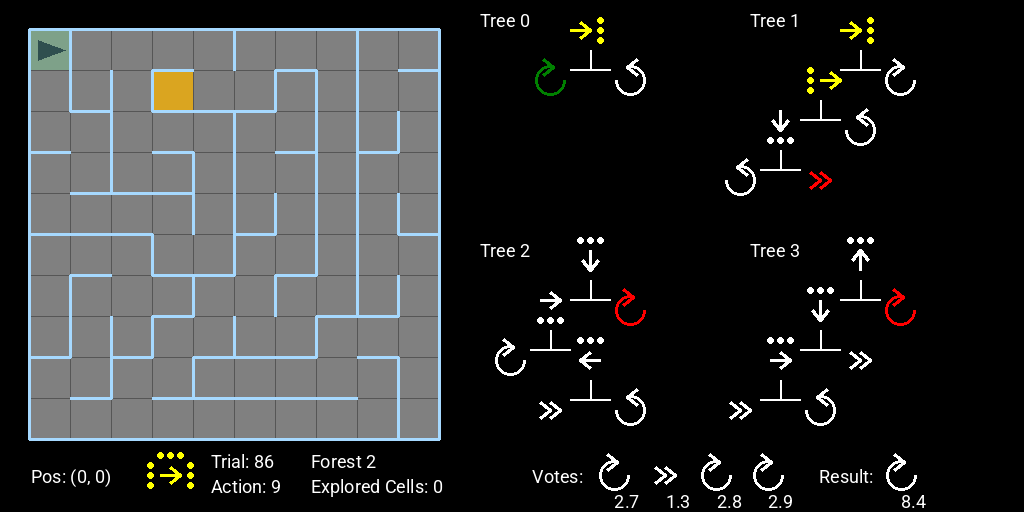 Tree 0
Tree 1
Tree 2
Tree 3
Pos: (0, 0)
Trial: 86
Action: 9
Forest 2
Explored Cells: 0
Votes:
2.7
1.3
2.8
2.9
Result:
8.4